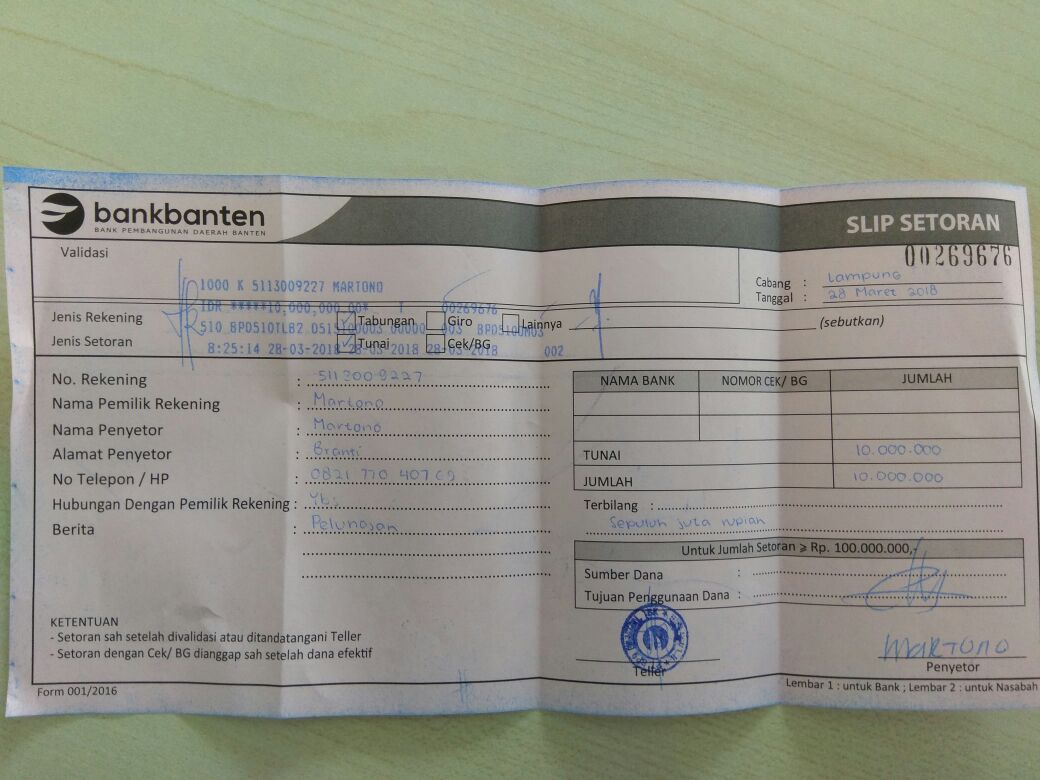 bankbanten
BANK PEMBANGUNAN DAERAH BANTEN
SLIP SETORAN
00269676
Validasi
Cabang : Lampung
Tanggal : 28 Maret 2018
1000 K 5113009227 MARTONO
IDR *****10,000,000.00* 00269676
Jenis Rekening Tabungan Giro Lainnya (sebutkan)
Jenis Setoran Tunai Cek/BG
8:25:14 28-03-2018 28-03-2018 28-03-2018 002
No. Rekening : 5113009227
Nama Pemilik Rekening : Martono
Nama Penyetor : Martono
Alamat Penyetor : Branti
No Telepon / HP : 0821 770 40769
Hubungan Dengan Pemilik Rekening :
Berita : Pelunasan
NAMA BANK NOMOR CEK/ BG JUMLAH
TUNAI 10.000.000
JUMLAH 10.000.000
Terbilang :
Sepuluh juta rupiah
Untuk Jumlah Setoran ⩾ Rp. 100.000.000,-
Sumber Dana :
Tujuan Penggunaan Dana :
KETENTUAN
- Setoran sah setelah divalidasi atau ditandatangani Teller
- Setoran dengan Cek/ BG dianggap sah setelah dana efektif
Teller
MARTONO
Penyetor
Form 001/2016
Lembar 1 : untuk Bank ; Lembar 2 : untuk Nasabah